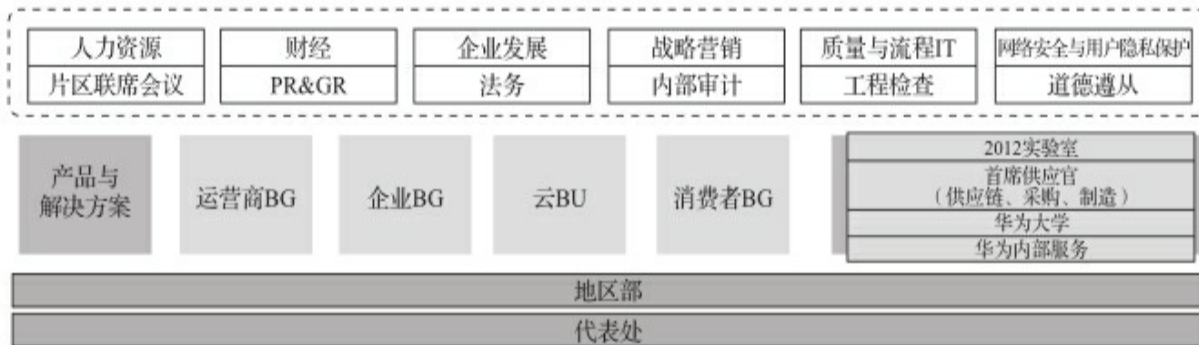 人力资源
财经
企业发展
战略营销
质量与流程IT
网络安全与用户隐私保护
片区联席会议
PR&GR
法务
内部审计
工程检查
道德遵从
产品与
解决方案
运营商BG
企业BG
云BU
消费者BG
2012实验室
首席供应官
（供应链、采购、制造）
华为大学
华为内部服务
地区部
代表处